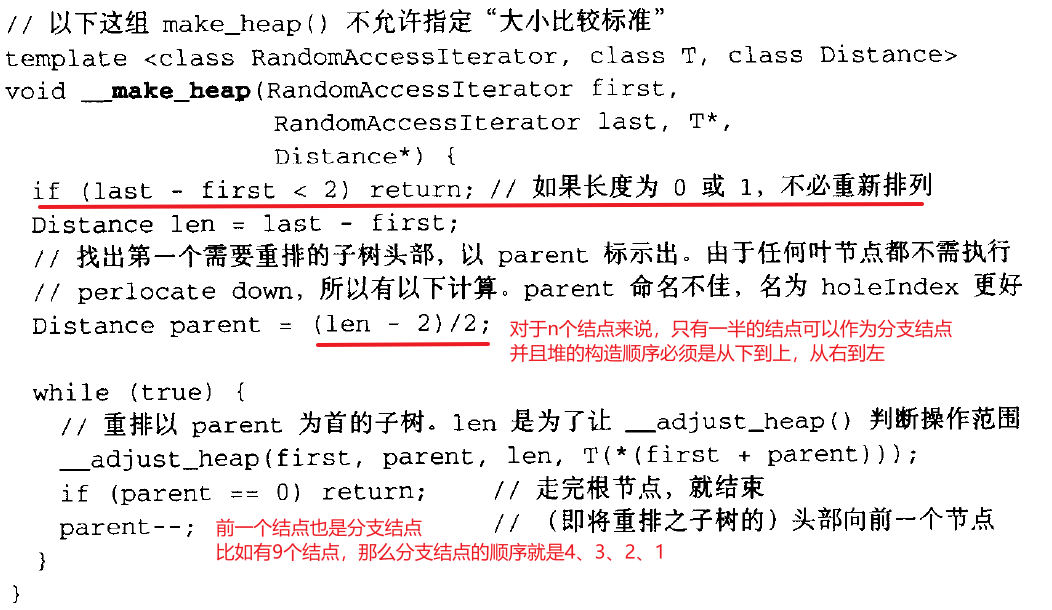 // 以下这组 make_heap() 不允许指定“大小比较标准”
template <class RandomAccessIterator, class T, class Distance>
void __make_heap(RandomAccessIterator first,
RandomAccessIterator last, T*,
Distance*) {
if (last - first < 2) return; // 如果长度为 0 或 1，不必重新排列
Distance len = last - first;
// 找出第一个需要重排的子树头部，以 parent 标示出。由于任何叶节点都不需执行
// perlocate down，所以有以下计算。parent 命名不佳，名为 holeIndex 更好
Distance parent = (len - 2)/2;
对于n个结点来说，只有一半的结点可以作为分支结点
并且堆的构造顺序必须是从下到上，从右到左
while (true) {
// 重排以 parent 为首的子树。len 是为了让 __adjust_heap() 判断操作范围
__adjust_heap(first, parent, len, T(*(first + parent)));
if (parent == 0) return; // 走完根节点，就结束
parent--; 前一个结点也是分支结点 // （即将重排之子树的）头部向前一个节点
比如有9个结点，那么分支结点的顺序就是4、3、2、1
}
}